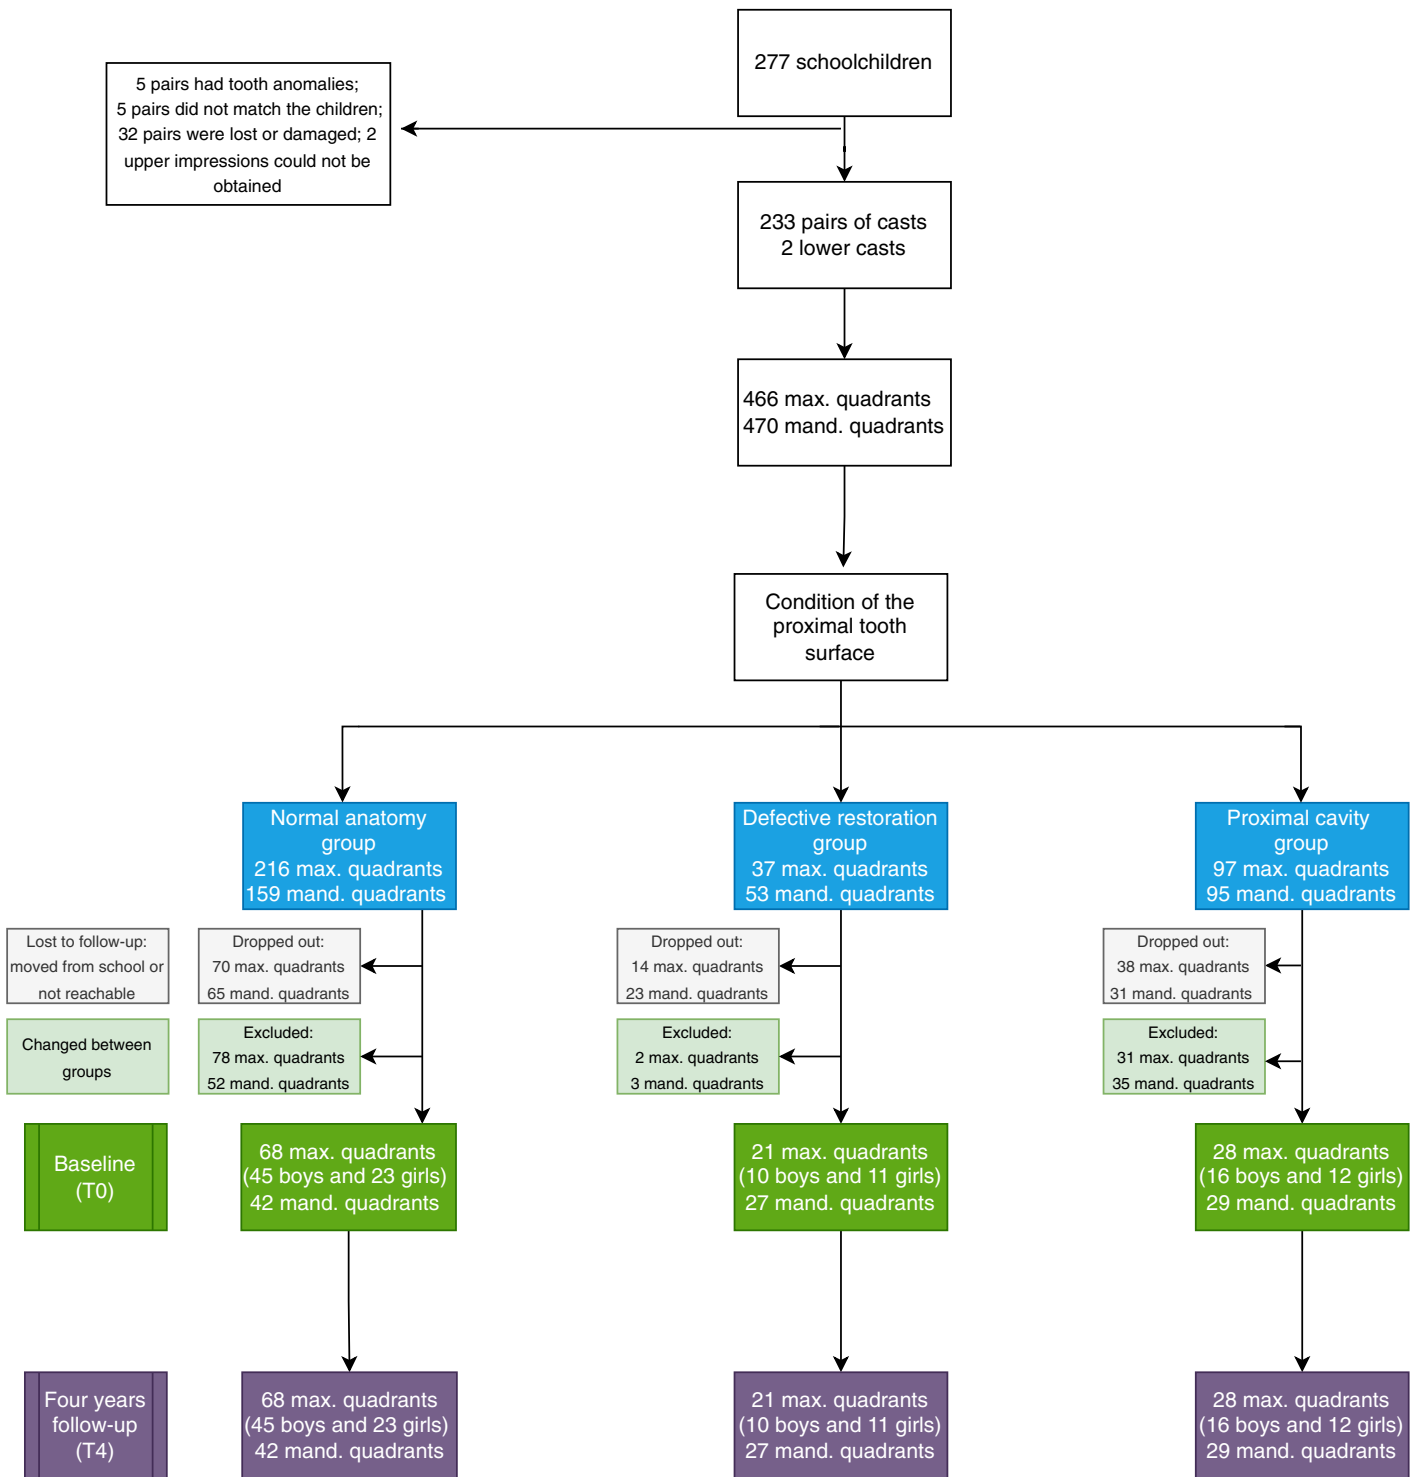 277 schoolchildren
5 pairs had tooth anomalies;
5 pairs did not match the children;
32 pairs were lost or damaged; 2
upper impressions could not be
obtained
233 pairs of casts
2 lower casts
466 max. quadrants
470 mand. quadrants
Condition of the
proximal tooth
surface
Normal anatomy
group
216 max. quadrants
159 mand. quadrants
Defective restoration
group
37 max. quadrants
53 mand. quadrants
Proximal cavity
group
97 max. quadrants
95 mand. quadrants
Lost to follow-up:
moved from school or
not reachable
Dropped out:
70 max. quadrants
65 mand. quadrants
Dropped out:
14 max. quadrants
23 mand. quadrants
Dropped out:
38 max. quadrants
31 mand. quadrants
Changed between
groups
Excluded:
78 max. quadrants
52 mand. quadrants
Excluded:
2 max. quadrants
3 mand. quadrants
Excluded:
31 max. quadrants
35 mand. quadrants
Baseline
(T0)
68 max. quadrants
(45 boys and 23 girls)
42 mand. quadrants
21 max. quadrants
(10 boys and 11 girls)
27 mand. quadrants
28 max. quadrants
(16 boys and 12 girls)
29 mand. quadrants
Four years
follow-up
(T4)
68 max. quadrants
(45 boys and 23 girls)
42 mand. quadrants
21 max. quadrants
(10 boys and 11 girls)
27 mand. quadrants
28 max. quadrants
(16 boys and 12 girls)
29 mand. quadrants